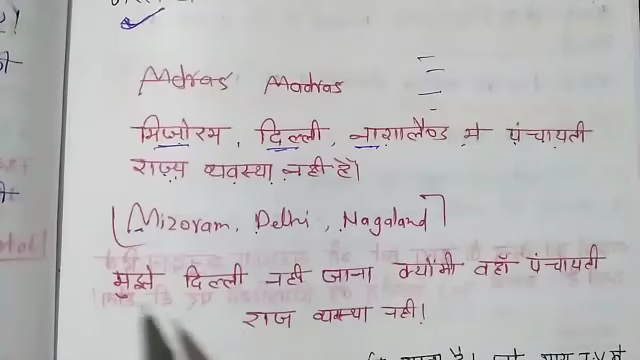 Madras Madras
मिजोरम, दिल्ली, नागालैण्ड मे पंचायती
राज्य व्यवस्था नही है।
[Mizoram, Delhi, Nagaland]
मुझे दिल्ली नही जाना क्योंमी वहाँ पंचायती
राज व्यवस्था नही!